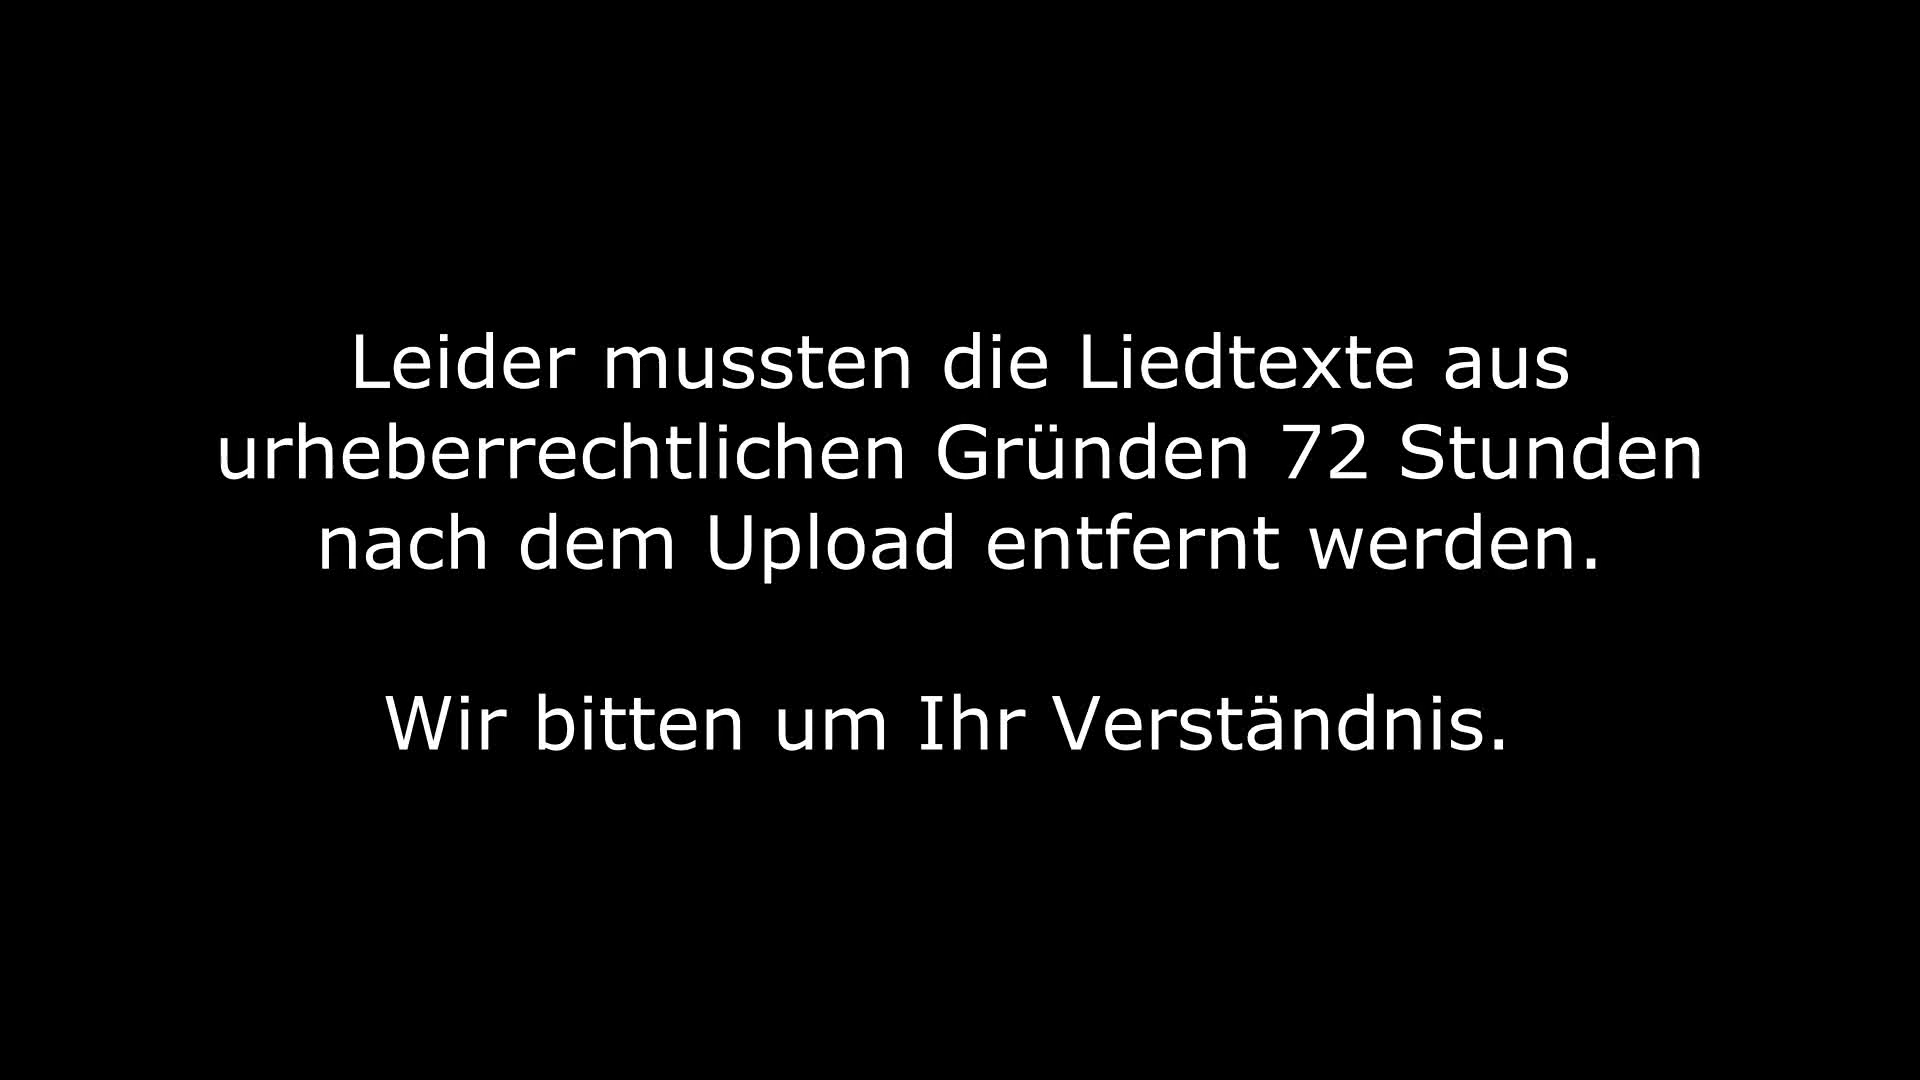 Leider mussten die Liedtexte aus
urheberrechtlichen Gründen 72 Stunden
nach dem Upload entfernt werden.
Wir bitten um Ihr Verständnis.